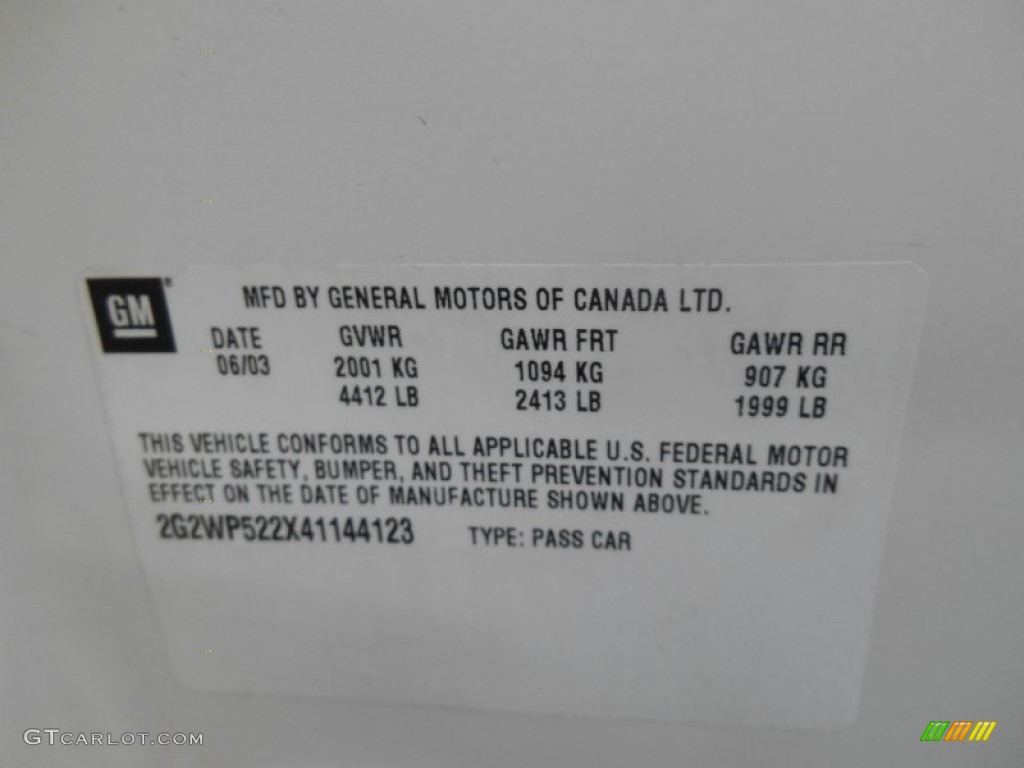 GM®
MFD BY GENERAL MOTORS OF CANADA LTD.
DATE GVWR GAWR FRT GAWR RR
06/03 2001 KG 1094 KG 907 KG
4412 LB 2413 LB 1999 LB
THIS VEHICLE CONFORMS TO ALL APPLICABLE U.S. FEDERAL MOTOR
VEHICLE SAFETY, BUMPER, AND THEFT PREVENTION STANDARDS IN
EFFECT ON THE DATE OF MANUFACTURE SHOWN ABOVE.
2G2WP522X41144123 TYPE: PASS CAR
GTCARLOT.COM